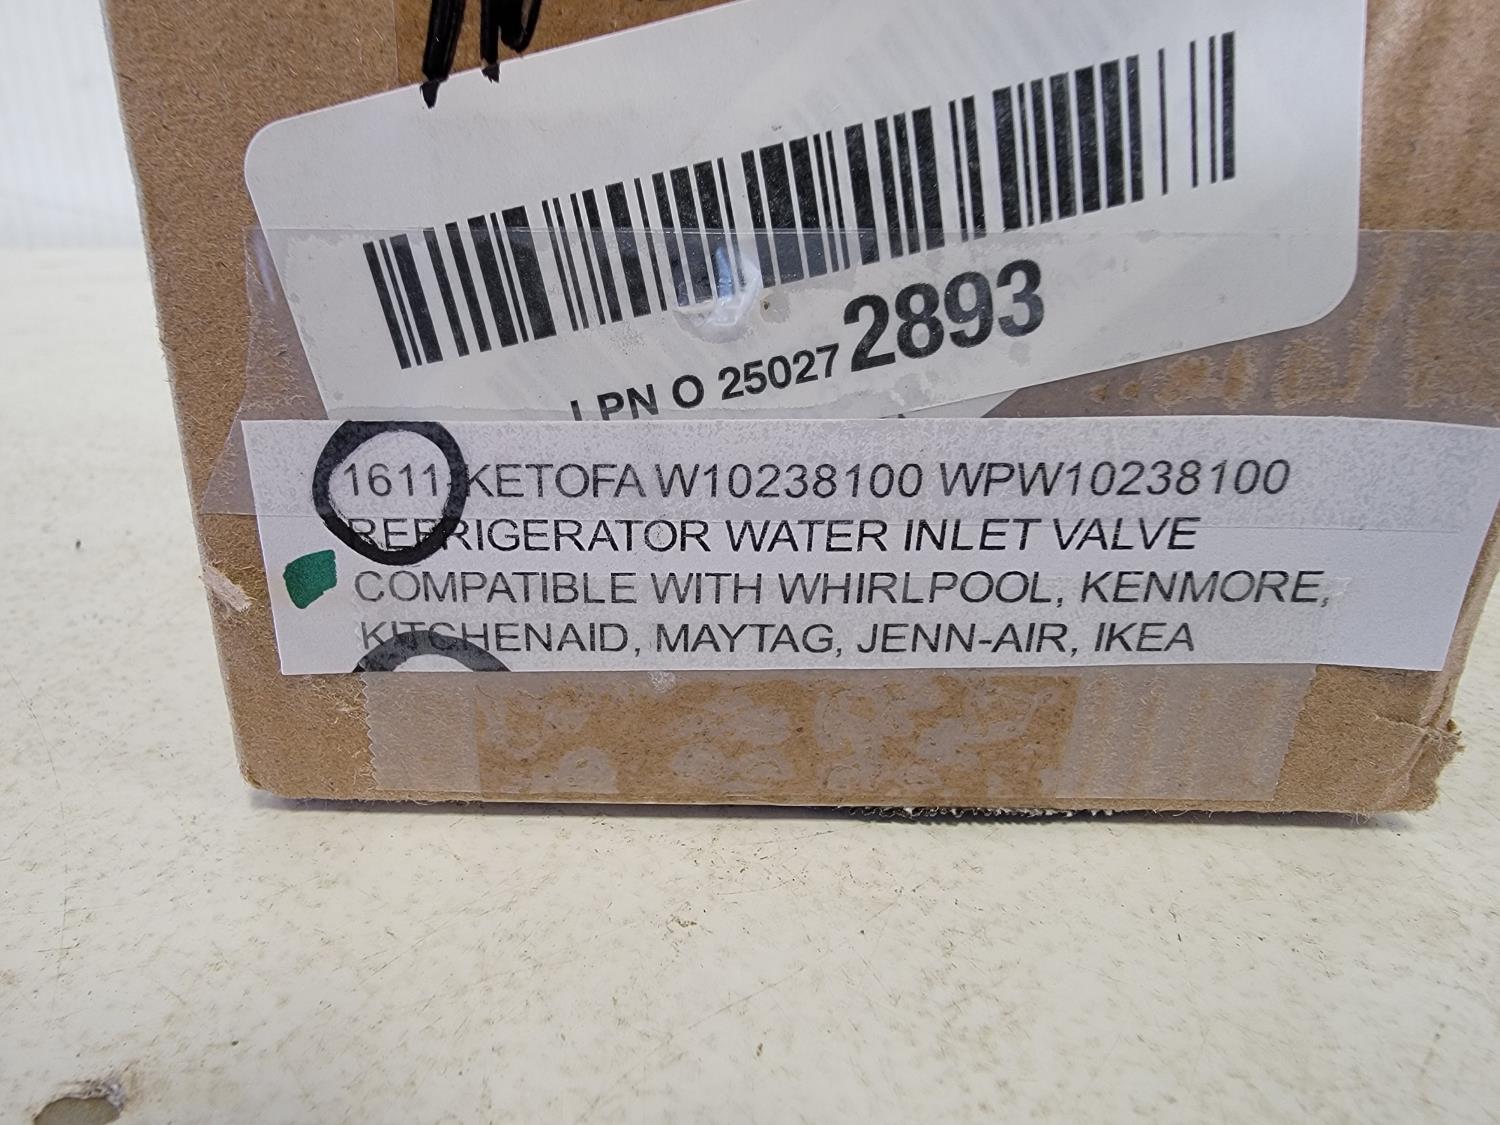 LPN O 250272893
1611-KETOFA W10238100 WPW10238100
REFRIGERATOR WATER INLET VALVE
COMPATIBLE WITH WHIRLPOOL, KENMORE,
KITCHENAID, MAYTAG, JENN-AIR, IKEA